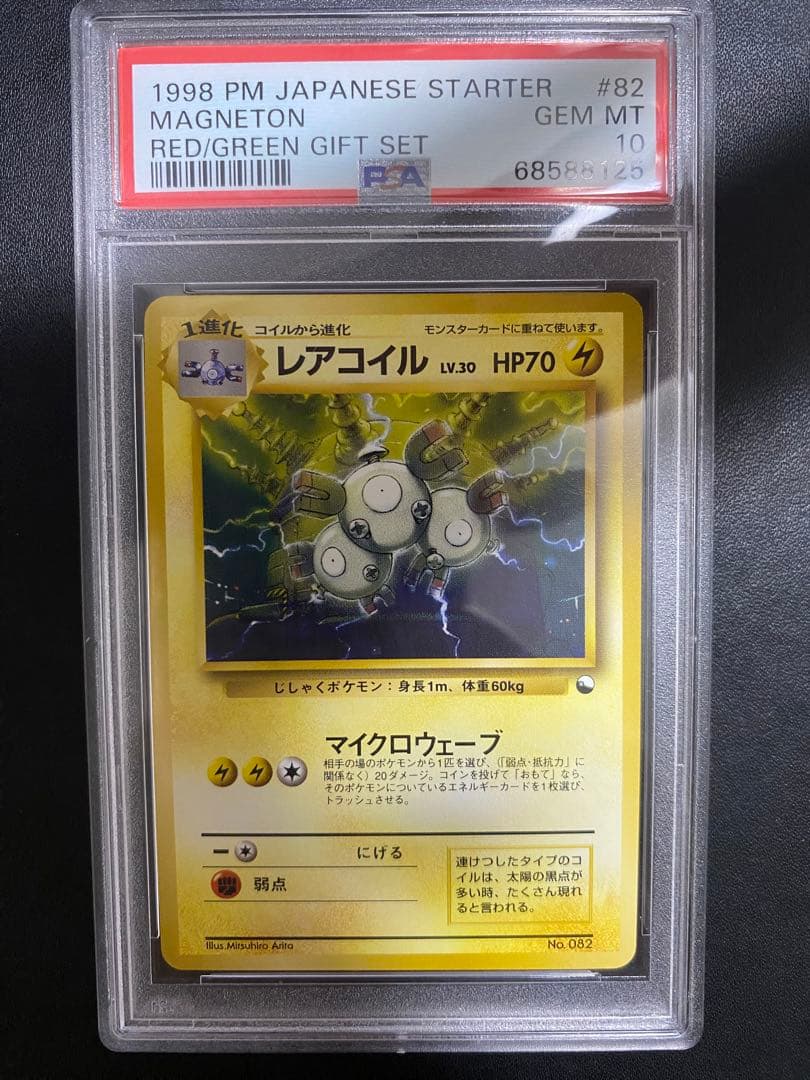 1998 PM JAPANESE STARTER #82
MAGNETON GEM MT
RED/GREEN GIFT SET 10
PSA 68588125
1進化 コイルから進化 モンスターカードに重ねて使います。
レアコイル LV.30 HP70
じしゃくポケモン：身長1m、体重60kg
マイクロウェーブ
相手の場のポケモンから1匹を選び、(「弱点・抵抗力」に
関係なく)20ダメージ。コインを投げて「おもて」なら、
そのポケモンについているエネルギーカードを1枚選び、
トラッシュさせる。
にげる
弱点
連けつしたタイプのコ
イルは、太陽の黒点が
多い時、たくさん現れ
ると言われる。
Illus.Mitsuhiro Arita No.082